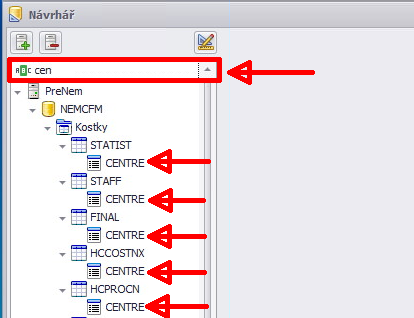 Návrhář
cen
PreNem
NEMCFM
Kostky
STATIST
CENTRE
STAFF
CENTRE
FINAL
CENTRE
HCCOSTNX
CENTRE
HCPROCN
CENTRE